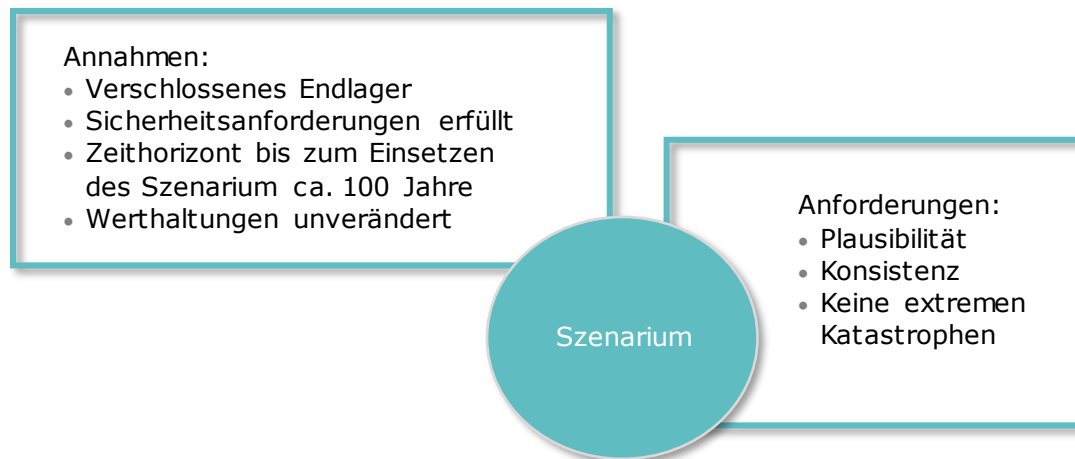 Annahmen:
• Verschlossenes Endlager
• Sicherheitsanforderungen erfüllt
• Zeithorizont bis zum Einsetzen
des Szenarium ca. 100 Jahre
• Werthaltungen unverändert
Szenarium
Anforderungen:
• Plausibilität
• Konsistenz
• Keine extremen
Katastrophen